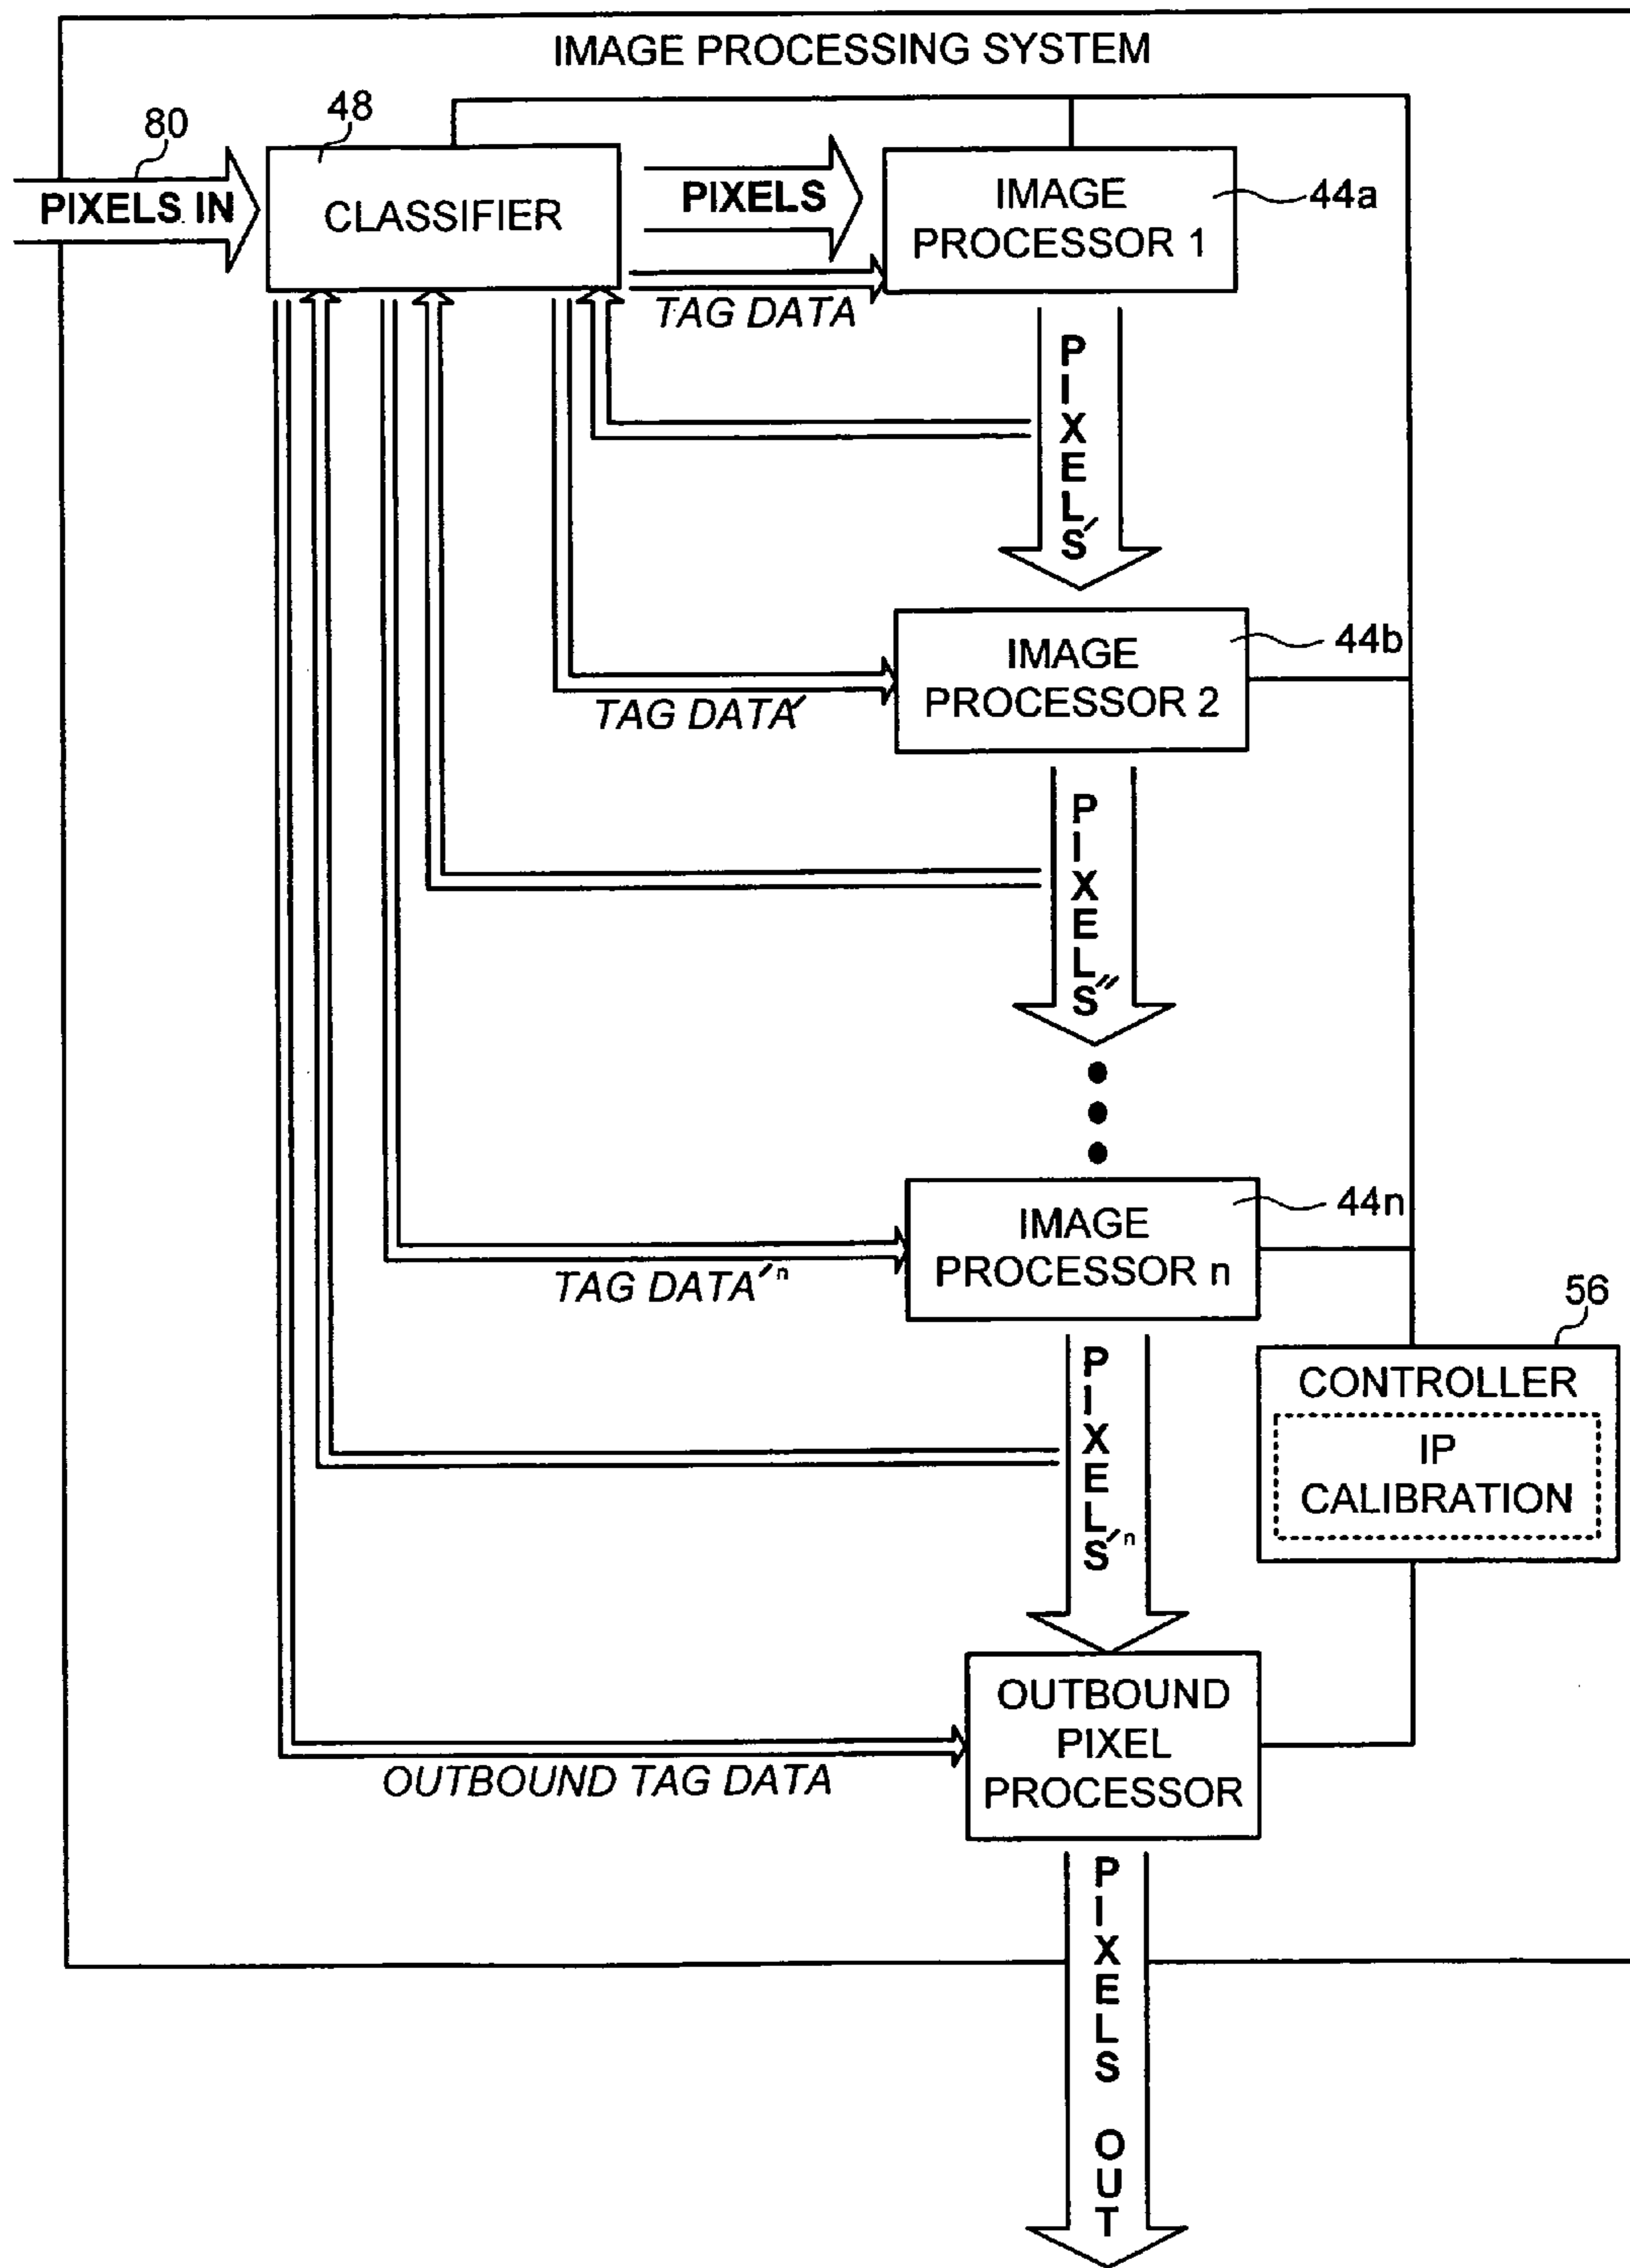 IMAGE PROCESSING SYSTEM
80
48
PIXELS IN
CLASSIFIER
PIXELS
IMAGE
PROCESSOR 1
44a
TAG DATA
PIXELS′
IMAGE
PROCESSOR 2
44b
TAG DATA′
PIXELS″
IMAGE
PROCESSOR n
44n
TAG DATA′ⁿ
56
CONTROLLER
IP
CALIBRATION
PIXELS′ⁿ
OUTBOUND
PIXEL
PROCESSOR
OUTBOUND TAG DATA
PIXELS OUT